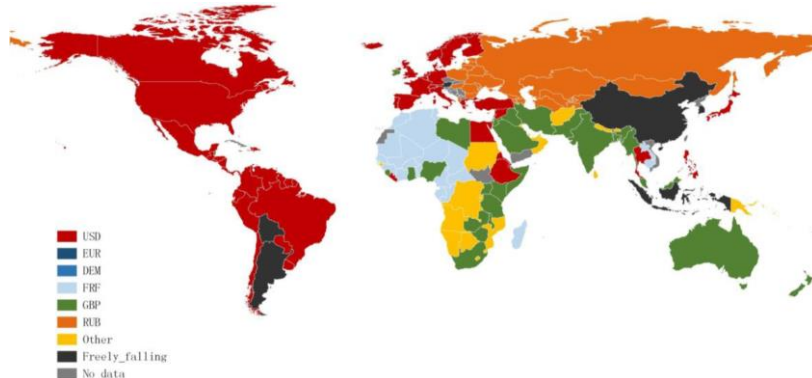 USD
EUR
DEM
FRF
GBP
RUB
Other
Freely_falling
No data